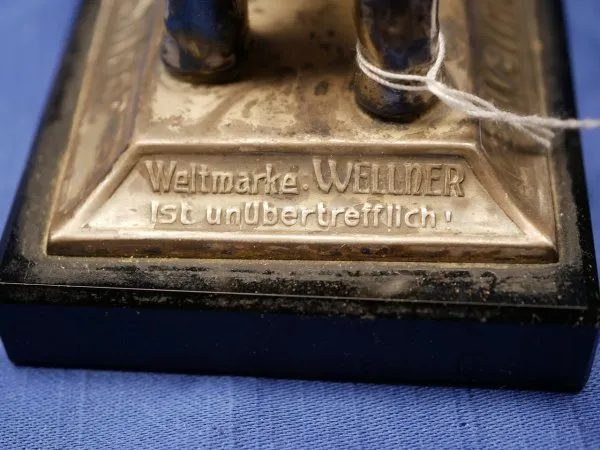 Weltmarke·WELLNER
Ist unübertrefflich!